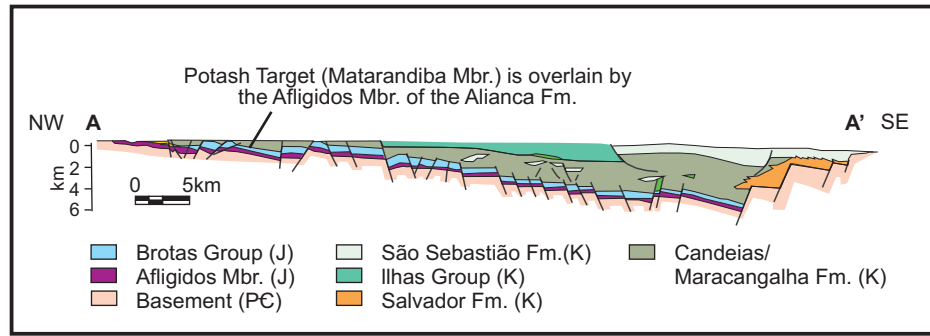 Potash Target (Matarandiba Mbr.) is overlain by
the Afligidos Mbr. of the Alianca Fm.
NW A A' SE
0
2
4
6
km
0 5km
Brotas Group (J)
Afligidos Mbr. (J)
Basement (PЄ)
São Sebastião Fm.(K)
Ilhas Group (K)
Salvador Fm. (K)
Candeias/
Maracangalha Fm. (K)